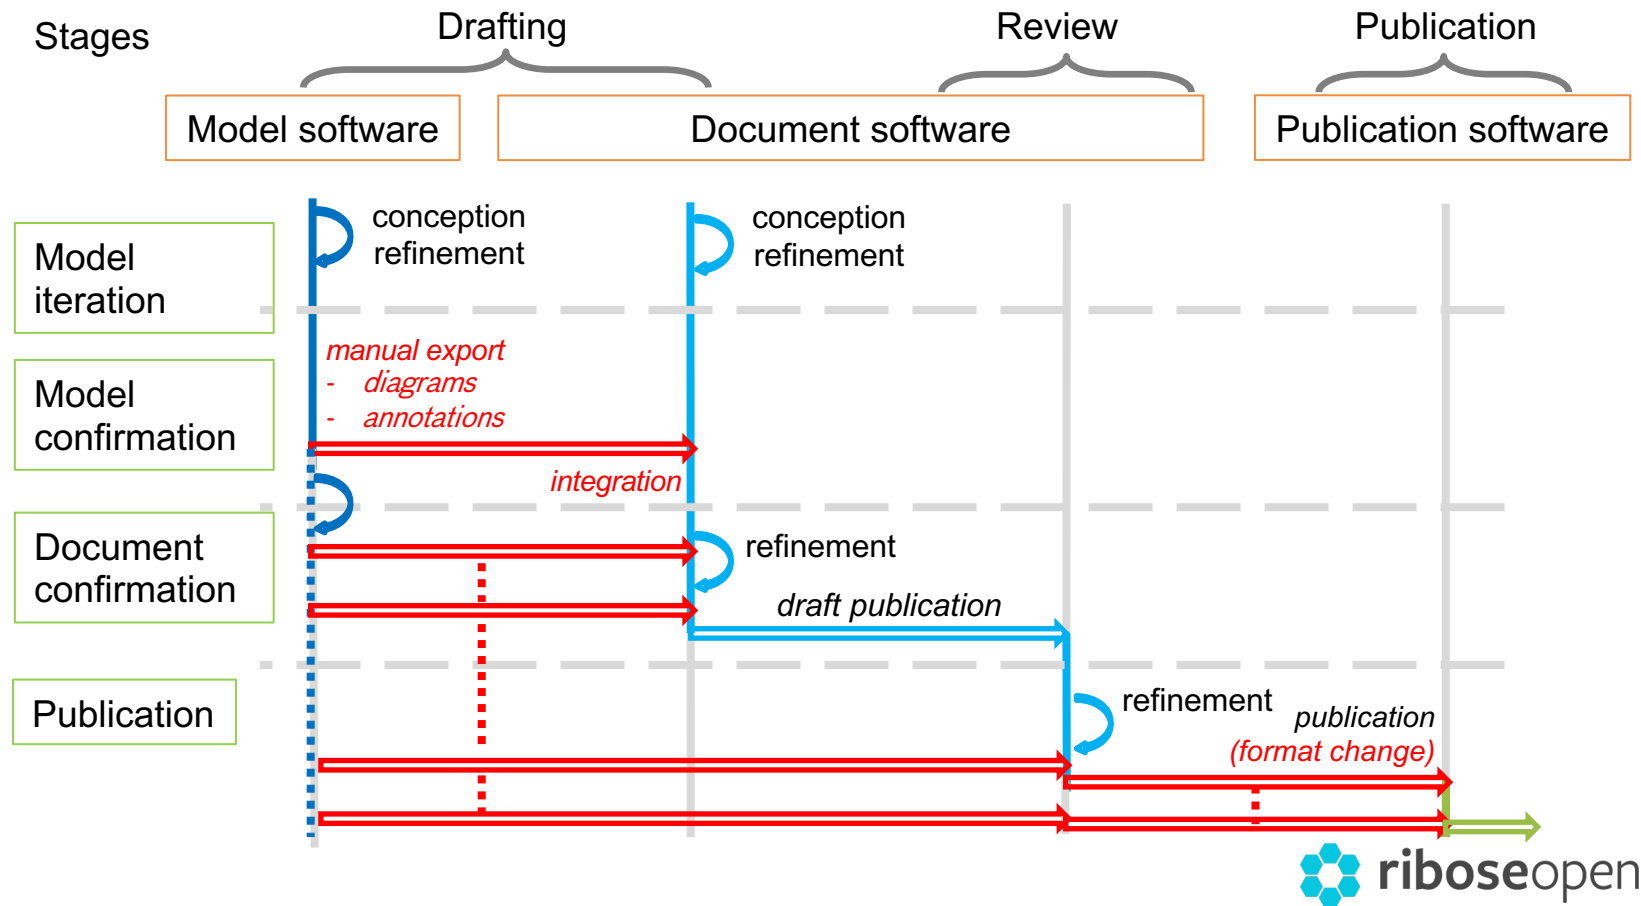 Stages
Drafting
Review
Publication
Model software
Document software
Publication software
Model
iteration
conception
refinement
conception
refinement
Model
confirmation
manual export
- diagrams
- annotations
integration
Document
confirmation
refinement
draft publication
Publication
refinement
publication
(format change)
riboseopen